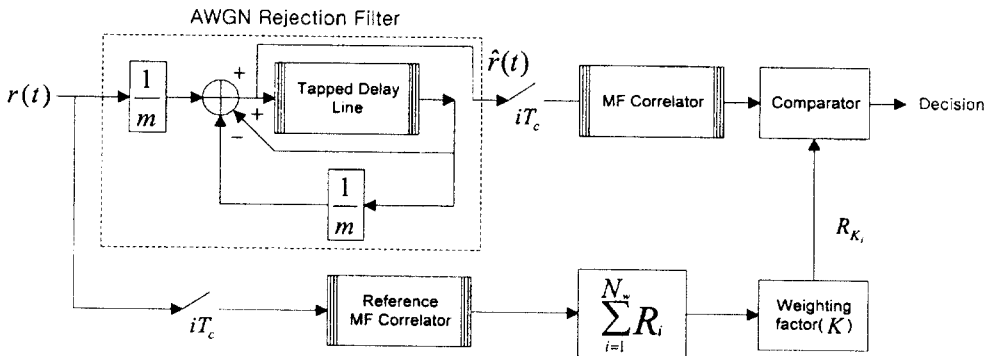 AWGN Rejection Filter
r(t)
1
m
+
+
−
Tapped Delay
Line
1
m
r̂(t)
iT_c
MF Correlator
Comparator
Decision
R_{K_i}
iT_c
Reference
MF Correlator
N_w
∑ R_i
i=1
Weighting
factor(K)